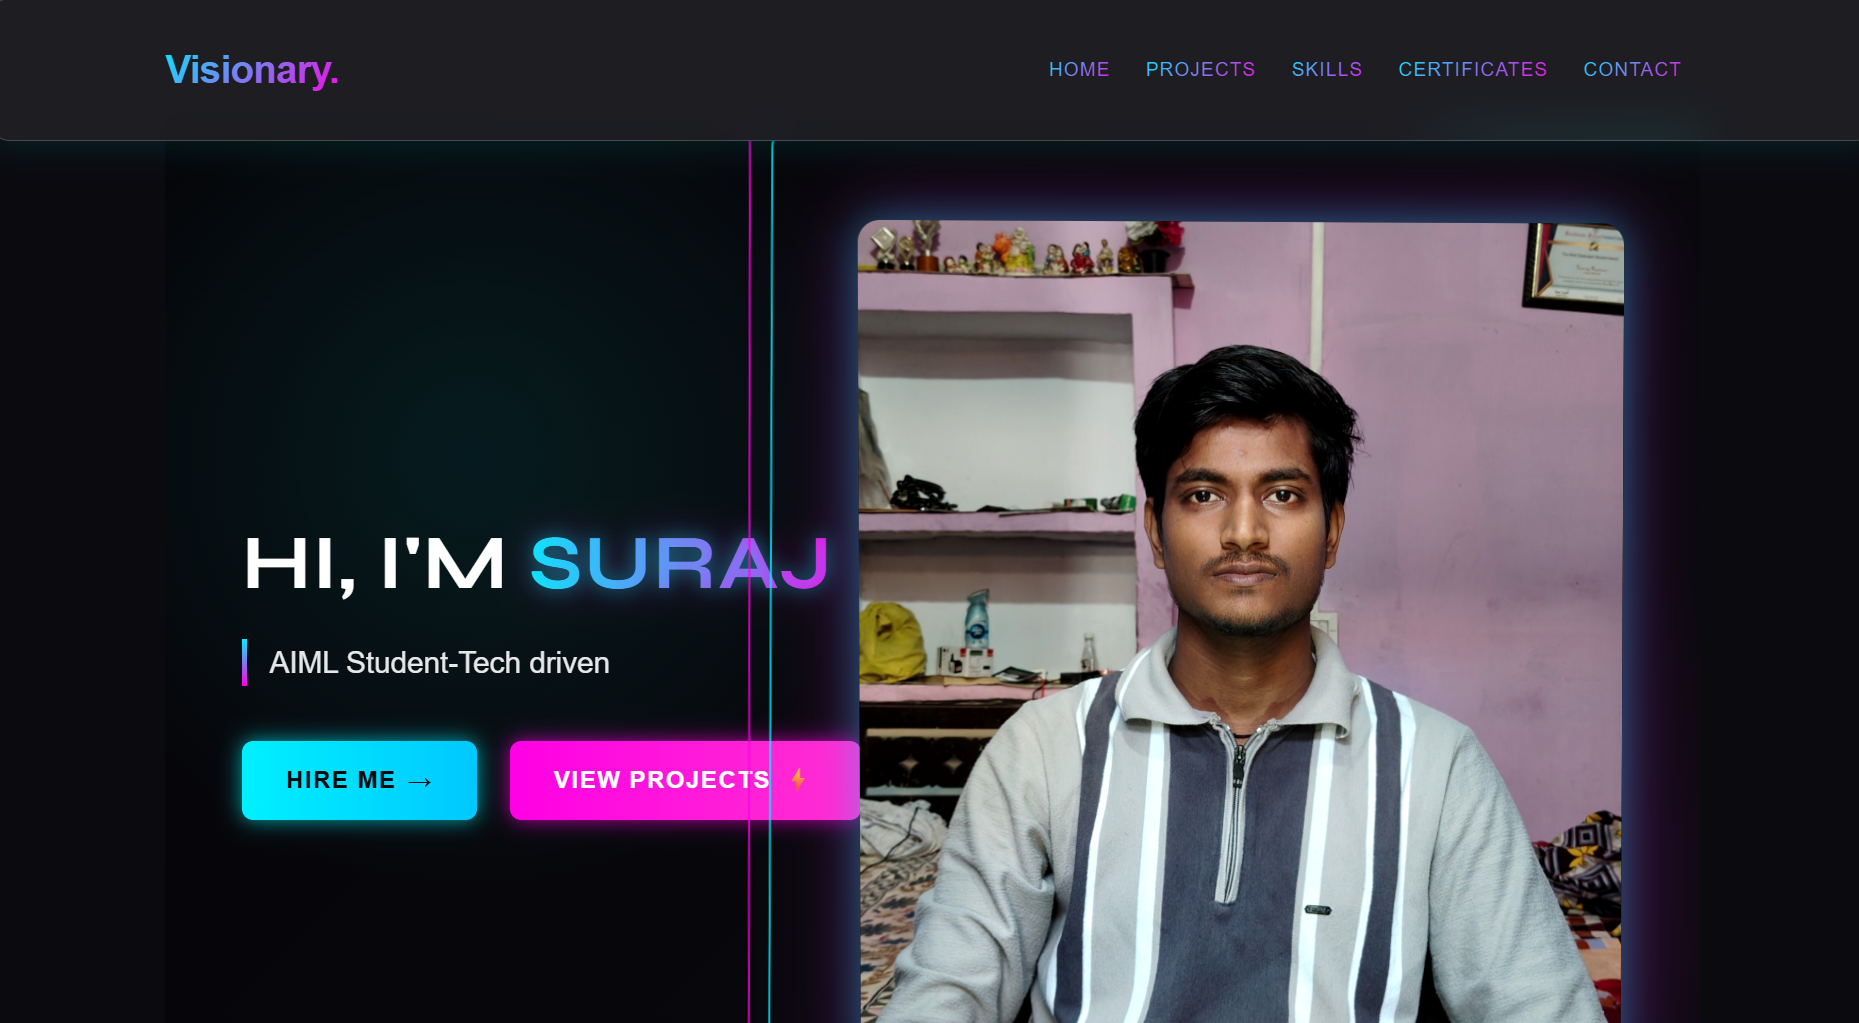 Visionary.
HOME PROJECTS SKILLS CERTIFICATES CONTACT
HI, I'M SURAJ
AIML Student-Tech driven
HIRE ME →
VIEW PROJECTS ⚡